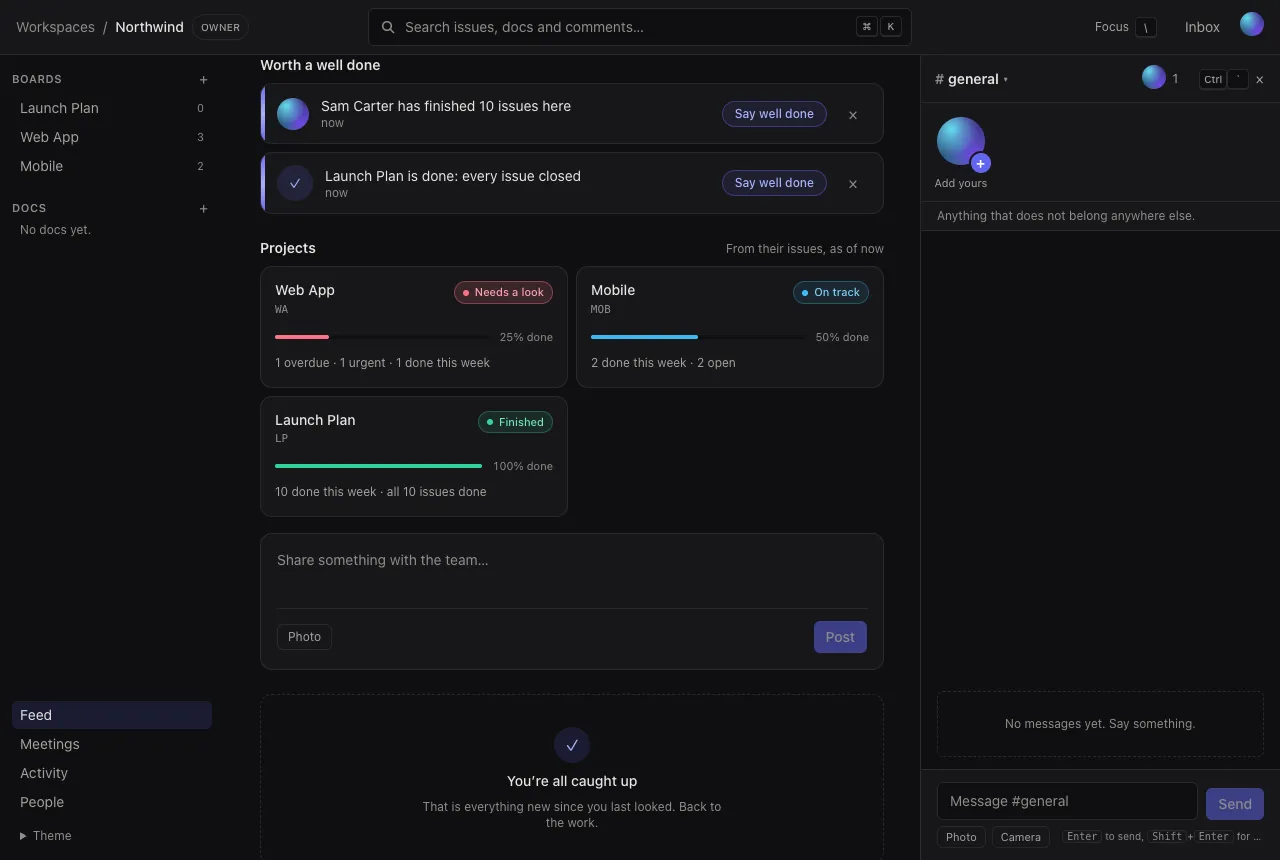 Workspaces / Northwind OWNER
Search issues, docs and comments... ⌘ K
Focus \ Inbox
BOARDS +
Launch Plan 0
Web App 3
Mobile 2
DOCS +
No docs yet.
Feed
Meetings
Activity
People
Theme
Worth a well done
Sam Carter has finished 10 issues here
now
Say well done ×
Launch Plan is done: every issue closed
now
Say well done ×
Projects From their issues, as of now
Web App Needs a look
WA
25% done
1 overdue · 1 urgent · 1 done this week
Mobile On track
MOB
50% done
2 done this week · 2 open
Launch Plan Finished
LP
100% done
10 done this week · all 10 issues done
Share something with the team...
Photo Post
You’re all caught up
That is everything new since you last looked. Back to
the work.
# general 1 Ctrl ` ×
+
Add yours
Anything that does not belong anywhere else.
No messages yet. Say something.
Message #general Send
Photo Camera Enter to send, Shift + Enter for ...